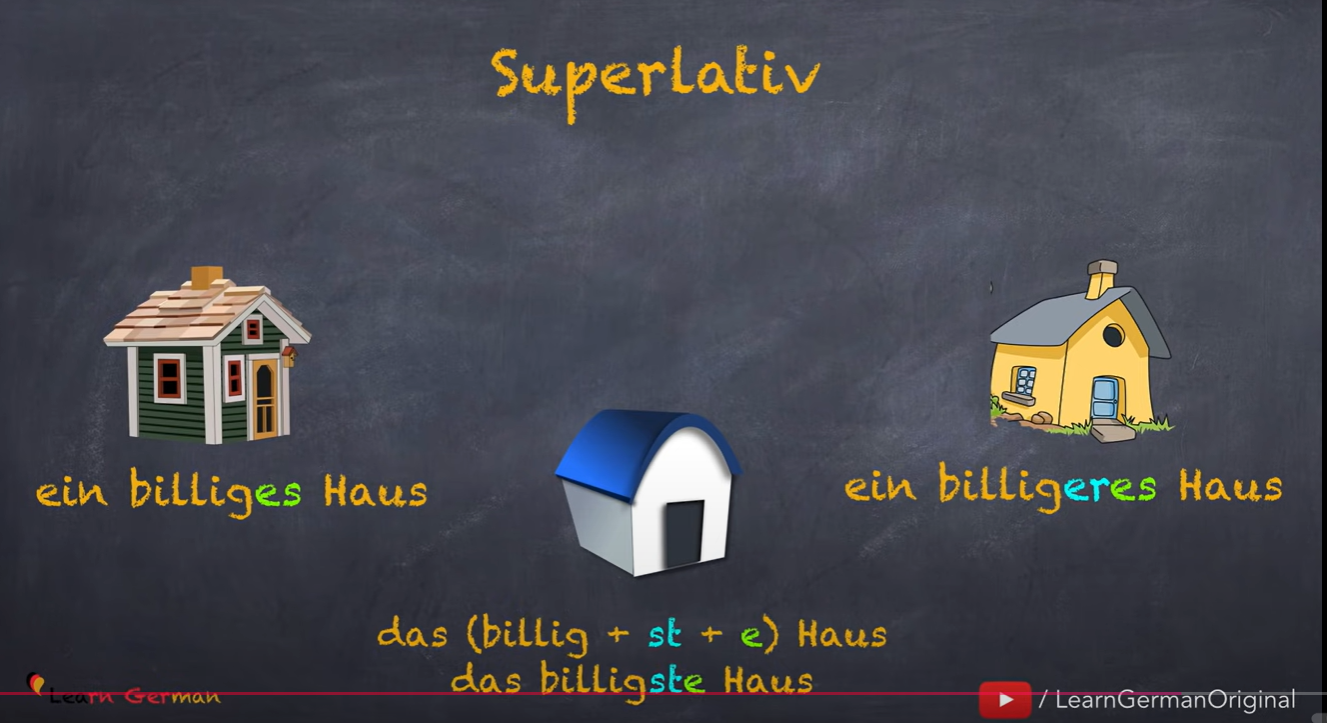 Superlativ
ein billiges Haus
ein billigeres Haus
das (billig + st + e) Haus
das billigste Haus
Learn German
/ LearnGermanOriginal